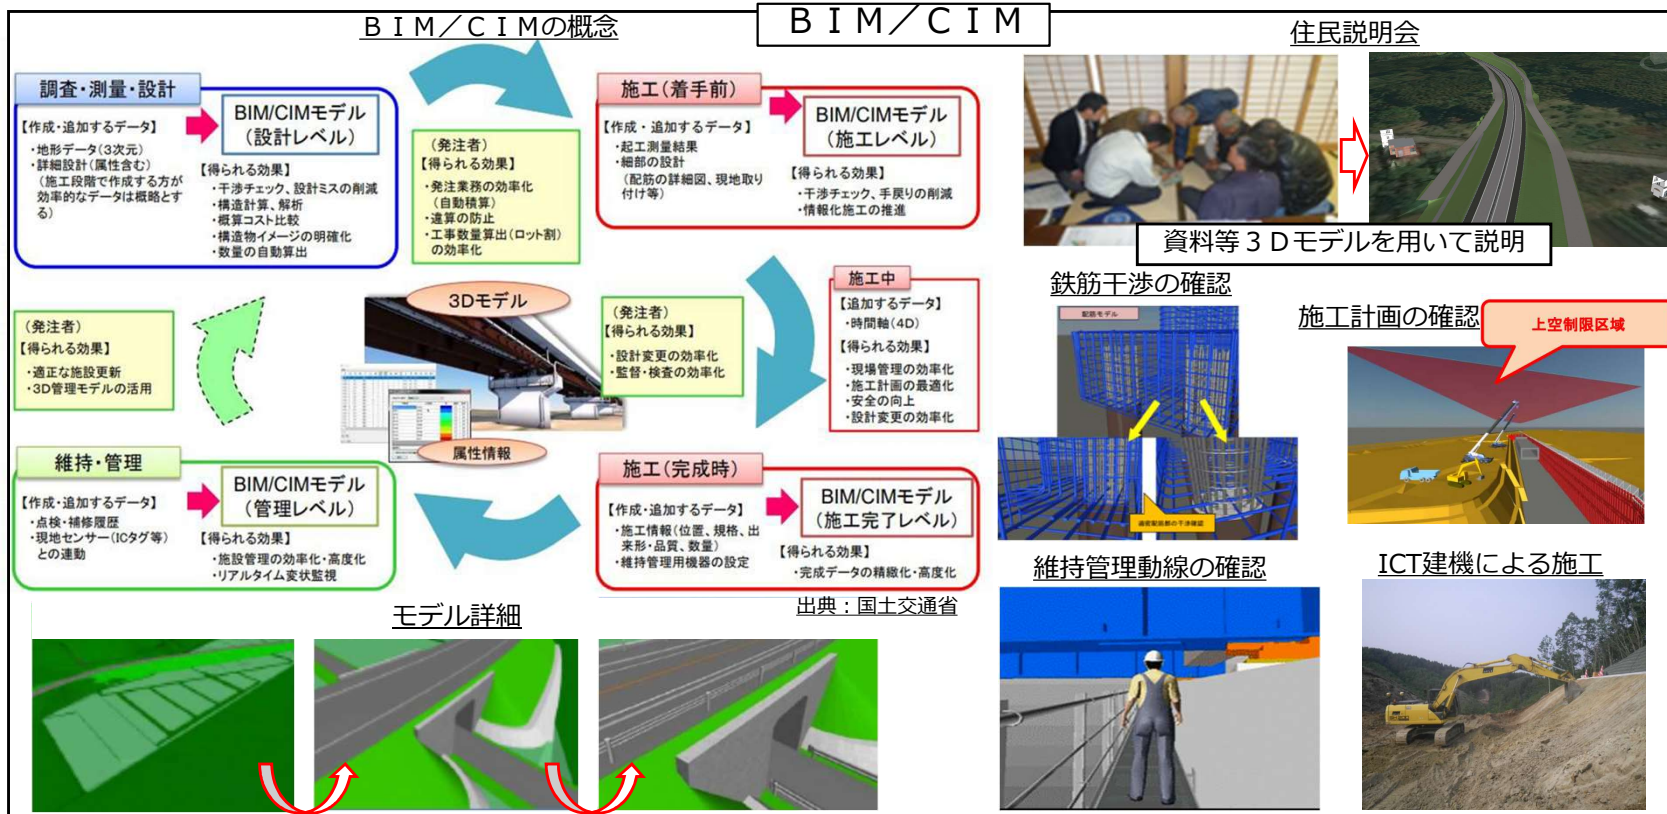 ＢＩＭ／ＣＩＭ
ＢＩＭ／ＣＩＭの概念
調査・測量・設計
【作成・追加するデータ】
・地形データ(3次元)
・詳細設計(属性含む)
(施工段階で作成する方が
効率的なデータは概略とす
る)
BIM/CIMモデル
(設計レベル)
【得られる効果】
・干渉チェック、設計ミスの削減
・構造計算、解析
・概算コスト比較
・構造物イメージの明確化
・数量の自動算出
(発注者)
【得られる効果】
・発注業務の効率化
(自動積算)
・違算の防止
・工事数量算出(ロット割)
の効率化
施工(着手前)
【作成・追加するデータ】
・起工測量結果
・細部の設計
(配筋の詳細図、現地取り
付け等)
BIM/CIMモデル
(施工レベル)
【得られる効果】
・干渉チェック、手戻りの削減
・情報化施工の推進
施工中
【追加するデータ】
・時間軸(4D)
【得られる効果】
・現場管理の効率化
・施工計画の最適化
・安全の向上
・設計変更の効率化
(発注者)
【得られる効果】
・設計変更の効率化
・監督・検査の効率化
3Dモデル
属性情報
(発注者)
【得られる効果】
・適正な施設更新
・3D管理モデルの活用
維持・管理
【作成・追加するデータ】
・点検・補修履歴
・現地センサー(ICタグ等)
との連動
BIM/CIMモデル
(管理レベル)
【得られる効果】
・施設管理の効率化・高度化
・リアルタイム変状監視
施工(完成時)
【作成・追加するデータ】
・施工情報(位置、規格、出
来形・品質、数量)
・維持管理用機器の設定
BIM/CIMモデル
(施工完了レベル)
【得られる効果】
・完成データの精緻化・高度化
出典：国土交通省
モデル詳細
住民説明会
資料等３Ｄモデルを用いて説明
鉄筋干渉の確認
配筋モデル
過密配筋部の干渉確認
施工計画の確認
上空制限区域
維持管理動線の確認
ICT建機による施工